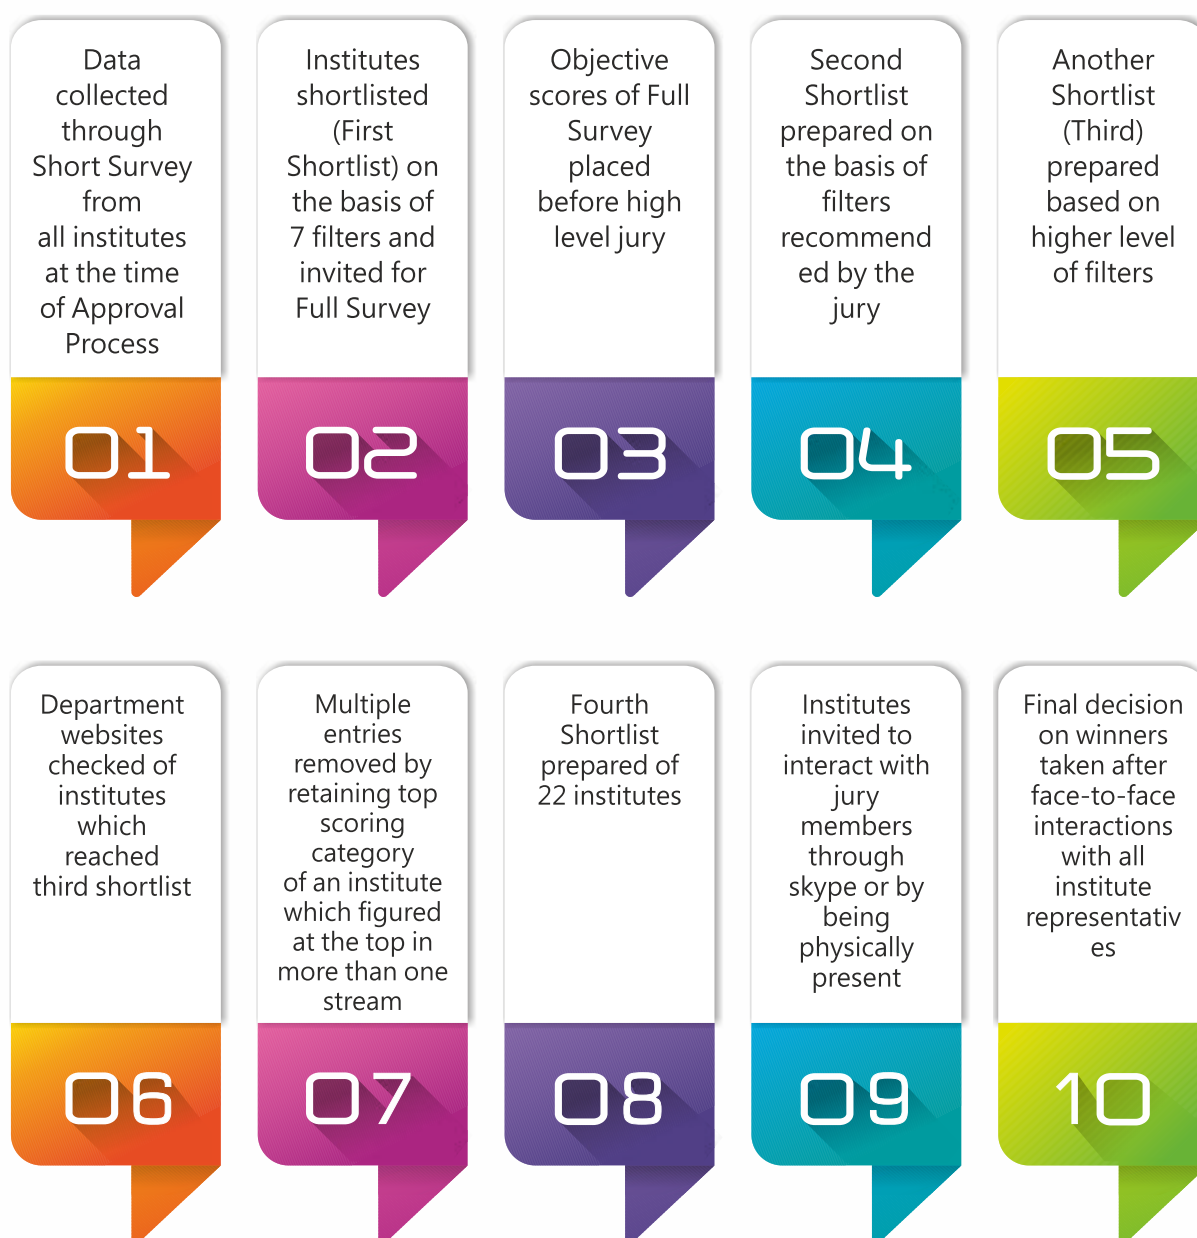 Data
collected
through
Short Survey
from
all institutes
at the time
of Approval
Process
01
Institutes
shortlisted
(First
Shortlist) on
the basis of
7 filters and
invited for
Full Survey
02
Objective
scores of Full
Survey
placed
before high
level jury
03
Second
Shortlist
prepared on
the basis of
filters
recommend
ed by the
jury
04
Another
Shortlist
(Third)
prepared
based on
higher level
of filters
05
Department
websites
checked of
institutes
which
reached
third shortlist
06
Multiple
entries
removed by
retaining top
scoring
category
of an institute
which figured
at the top in
more than one
stream
07
Fourth
Shortlist
prepared of
22 institutes
08
Institutes
invited to
interact with
jury
members
through
skype or by
being
physically
present
09
Final decision
on winners
taken after
face-to-face
interactions
with all
institute
representativ
es
10